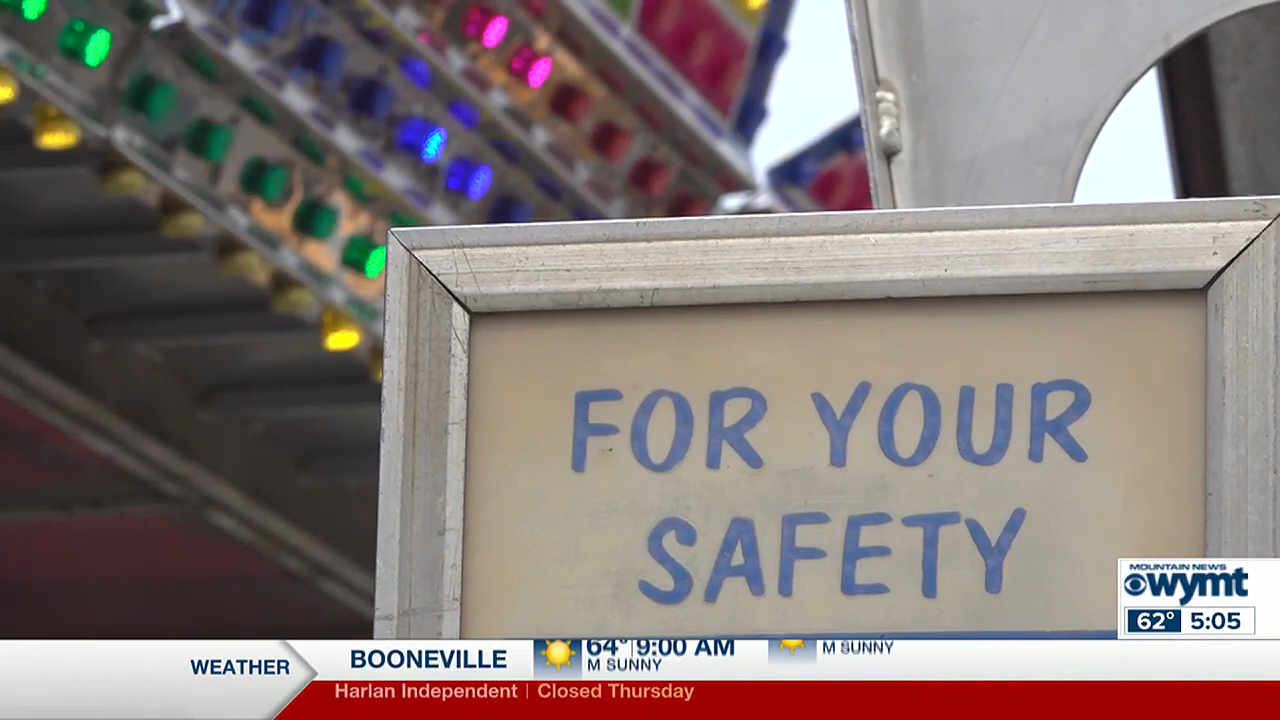 FOR YOUR
SAFETY
MOUNTAIN NEWS
wymt
62° 5:05
WEATHER
BOONEVILLE
64° 9:00 AM
M SUNNY
M SUNNY
Harlan Independent | Closed Thursday